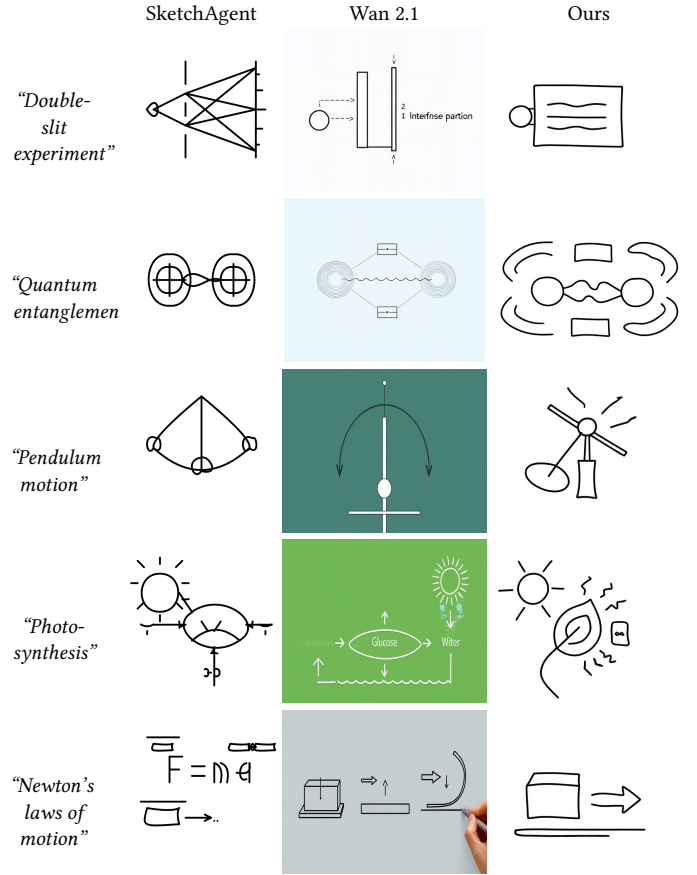 SketchAgent Wan 2.1 Ours
“Double-
slit
experiment”
2
1 Interfnse partion
“Quantum
entanglemen
“Pendulum
motion”
“Photo-
synthesis”
Glucose Witer
“Newton’s
laws of
motion”
F = ma